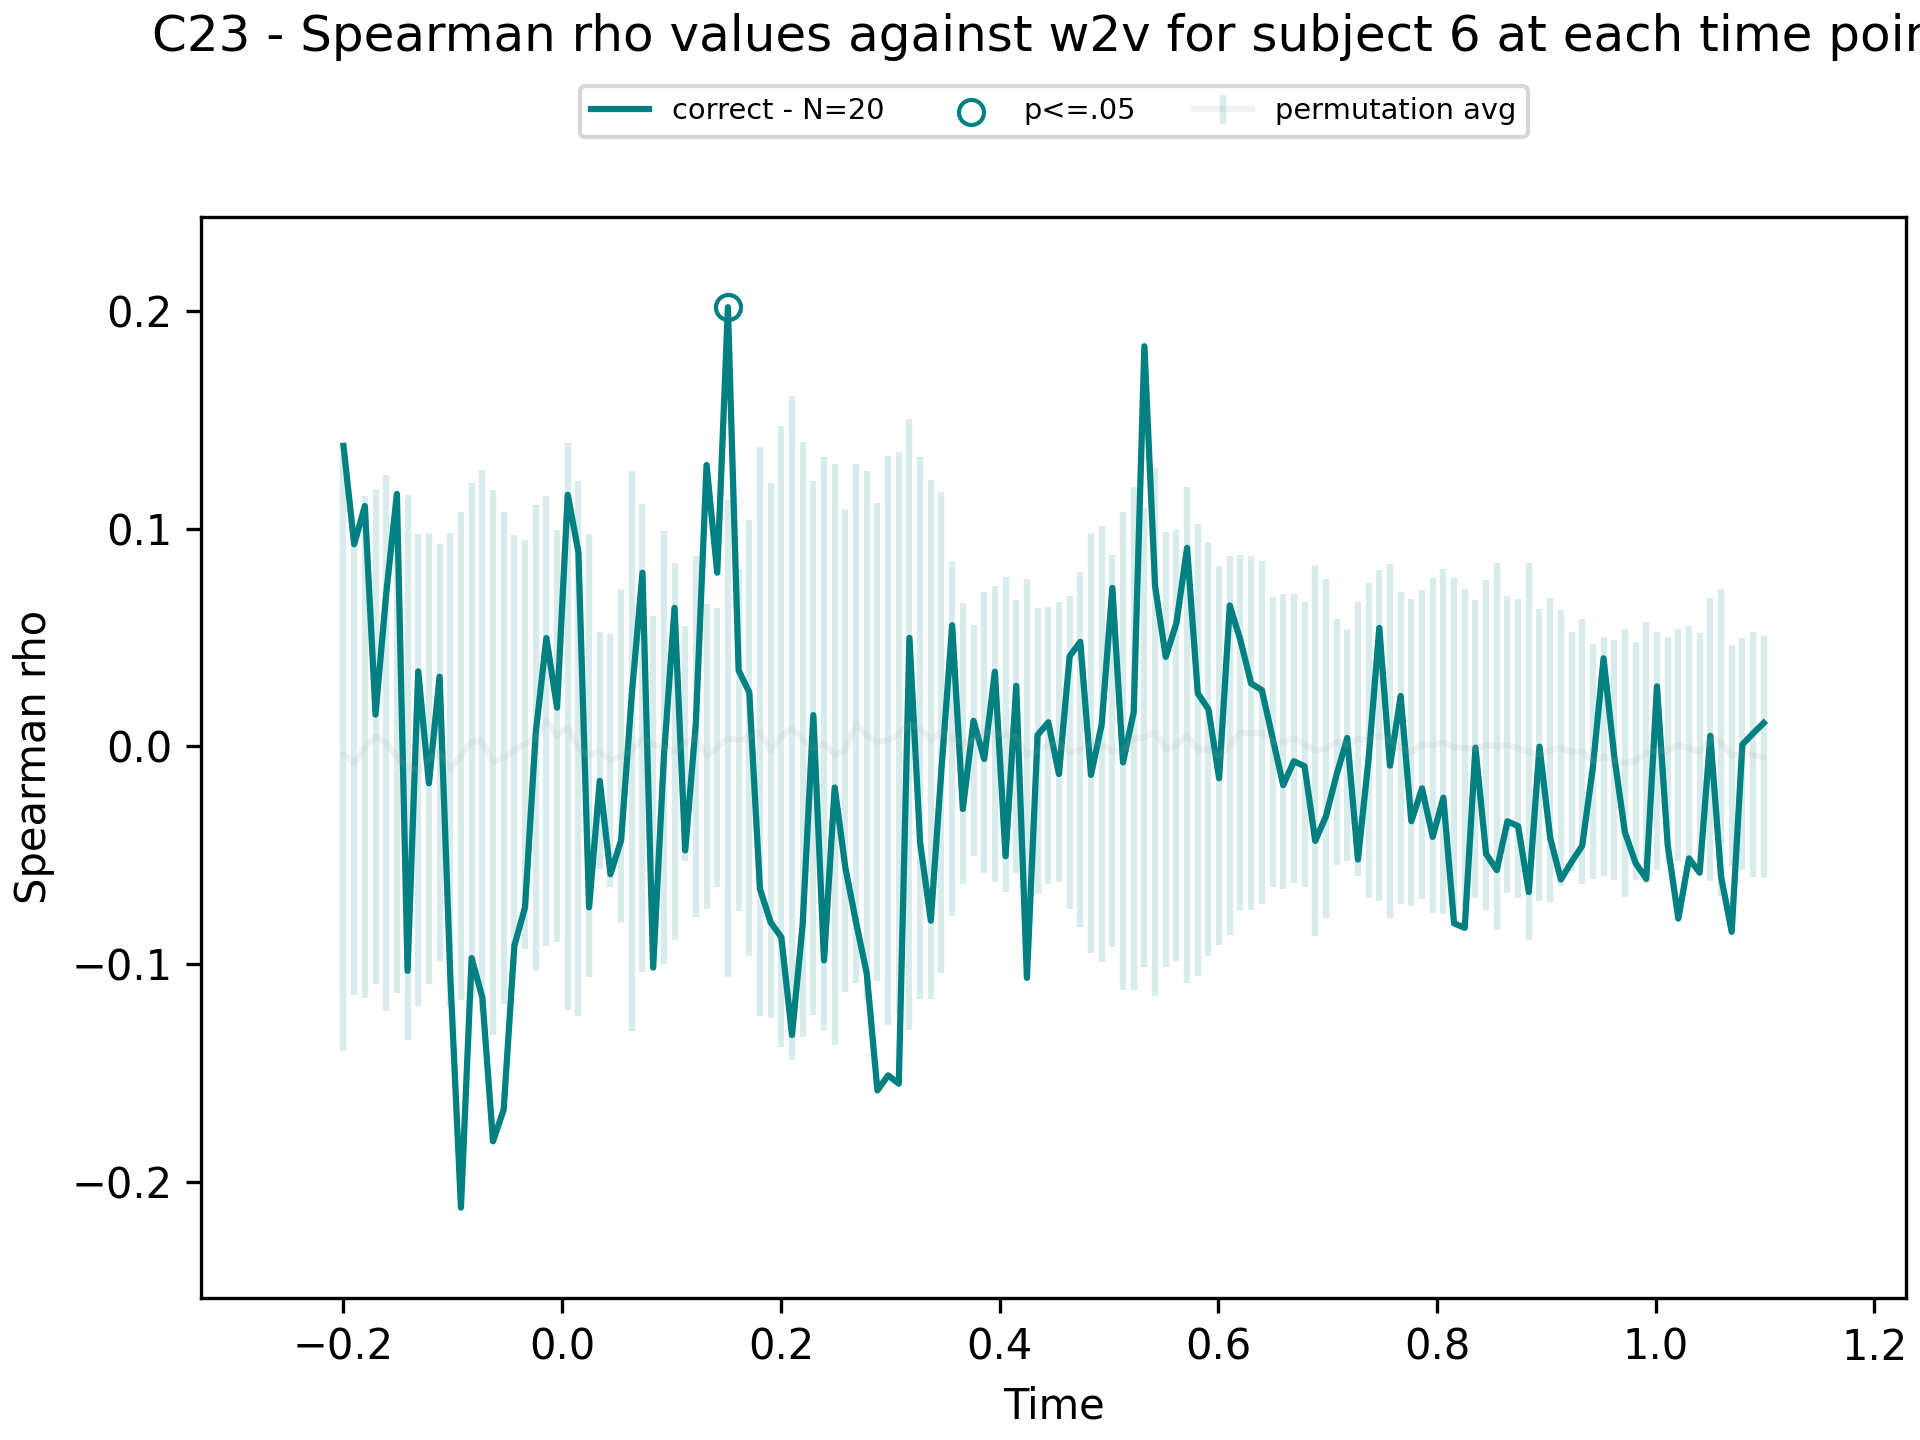 C23 - Spearman rho values against w2v for subject 6 at each time poin
correct - N=20 p<=.05 permutation avg
Spearman rho
0.2
0.1
0.0
−0.1
−0.2
−0.2 0.0 0.2 0.4 0.6 0.8 1.0 1.2
Time